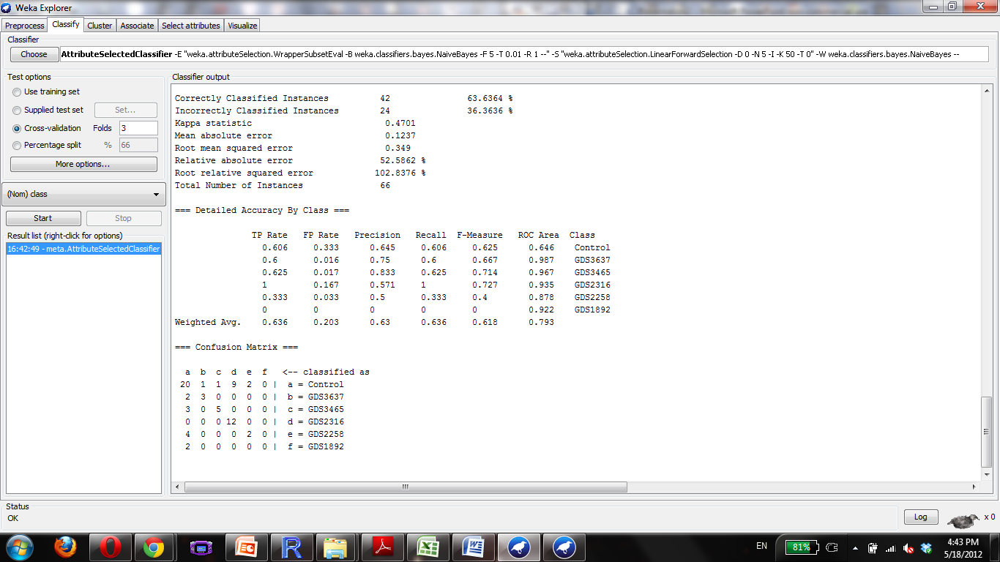 Weka Explorer
Preprocess Classify Cluster Associate Select attributes Visualize
Classifier
Choose AttributeSelectedClassifier -E "weka.attributeSelection.WrapperSubsetEval -B weka.classifiers.bayes.NaiveBayes -F 5 -T 0.01 -R 1 --" -S "weka.attributeSelection.LinearForwardSelection -D 0 -N 5 -I -K 50 -T 0" -W weka.classifiers.bayes.NaiveBayes --
Test options
Use training set
Supplied test set Set...
Cross-validation Folds 3
Percentage split % 66
More options...
(Nom) class
Start Stop
Result list (right-click for options)
16:42:49 - meta.AttributeSelectedClassifier
Classifier output
Correctly Classified Instances 42 63.6364 %
Incorrectly Classified Instances 24 36.3636 %
Kappa statistic 0.4701
Mean absolute error 0.1237
Root mean squared error 0.349
Relative absolute error 52.5862 %
Root relative squared error 102.8376 %
Total Number of Instances 66
=== Detailed Accuracy By Class ===
TP Rate FP Rate Precision Recall F-Measure ROC Area Class
0.606 0.333 0.645 0.606 0.625 0.646 Control
0.6 0.016 0.75 0.6 0.667 0.987 GDS3637
0.625 0.017 0.833 0.625 0.714 0.967 GDS3465
1 0.167 0.571 1 0.727 0.935 GDS2316
0.333 0.033 0.5 0.333 0.4 0.878 GDS2258
0 0 0 0 0 0.922 GDS1892
Weighted Avg. 0.636 0.203 0.63 0.636 0.618 0.793
=== Confusion Matrix ===
a b c d e f <-- classified as
20 1 1 9 2 0 | a = Control
2 3 0 0 0 0 | b = GDS3637
3 0 5 0 0 0 | c = GDS3465
0 0 0 12 0 0 | d = GDS2316
4 0 0 0 2 0 | e = GDS2258
2 0 0 0 0 0 | f = GDS1892
Status
OK
Log x 0
EN 81% 4:43 PM
5/18/2012